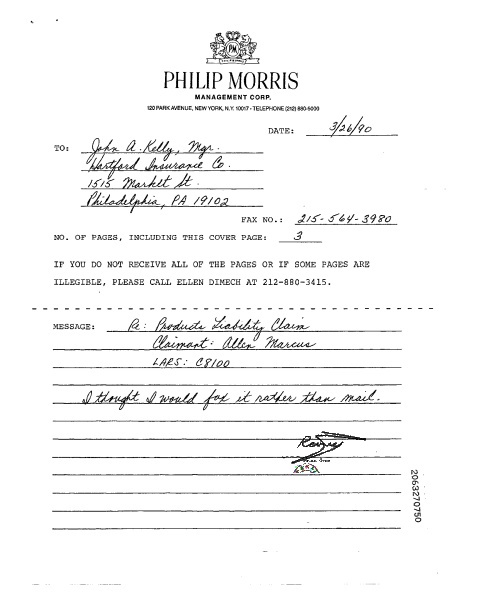 PM
PHILIP MORRIS
MANAGEMENT CORP.
120 PARK AVENUE, NEW YORK, N.Y. 10017 • TELEPHONE (212) 880-5000
DATE: 3/26/90
TO: John A. Kelly, Mgr.
Hartford Insurance Co.
1515 Market St.
Philadelphia, PA 19102
FAX NO.: 215-564-3980
NO. OF PAGES, INCLUDING THIS COVER PAGE: 3
IF YOU DO NOT RECEIVE ALL OF THE PAGES OR IF SOME PAGES ARE
ILLEGIBLE, PLEASE CALL ELLEN DIMECH AT 212-880-3415.
MESSAGE: Re: Products Liability Claim
Claimant: Allen Marcus
LARS: C8100
I thought I would fax it rather than mail.
2063270750